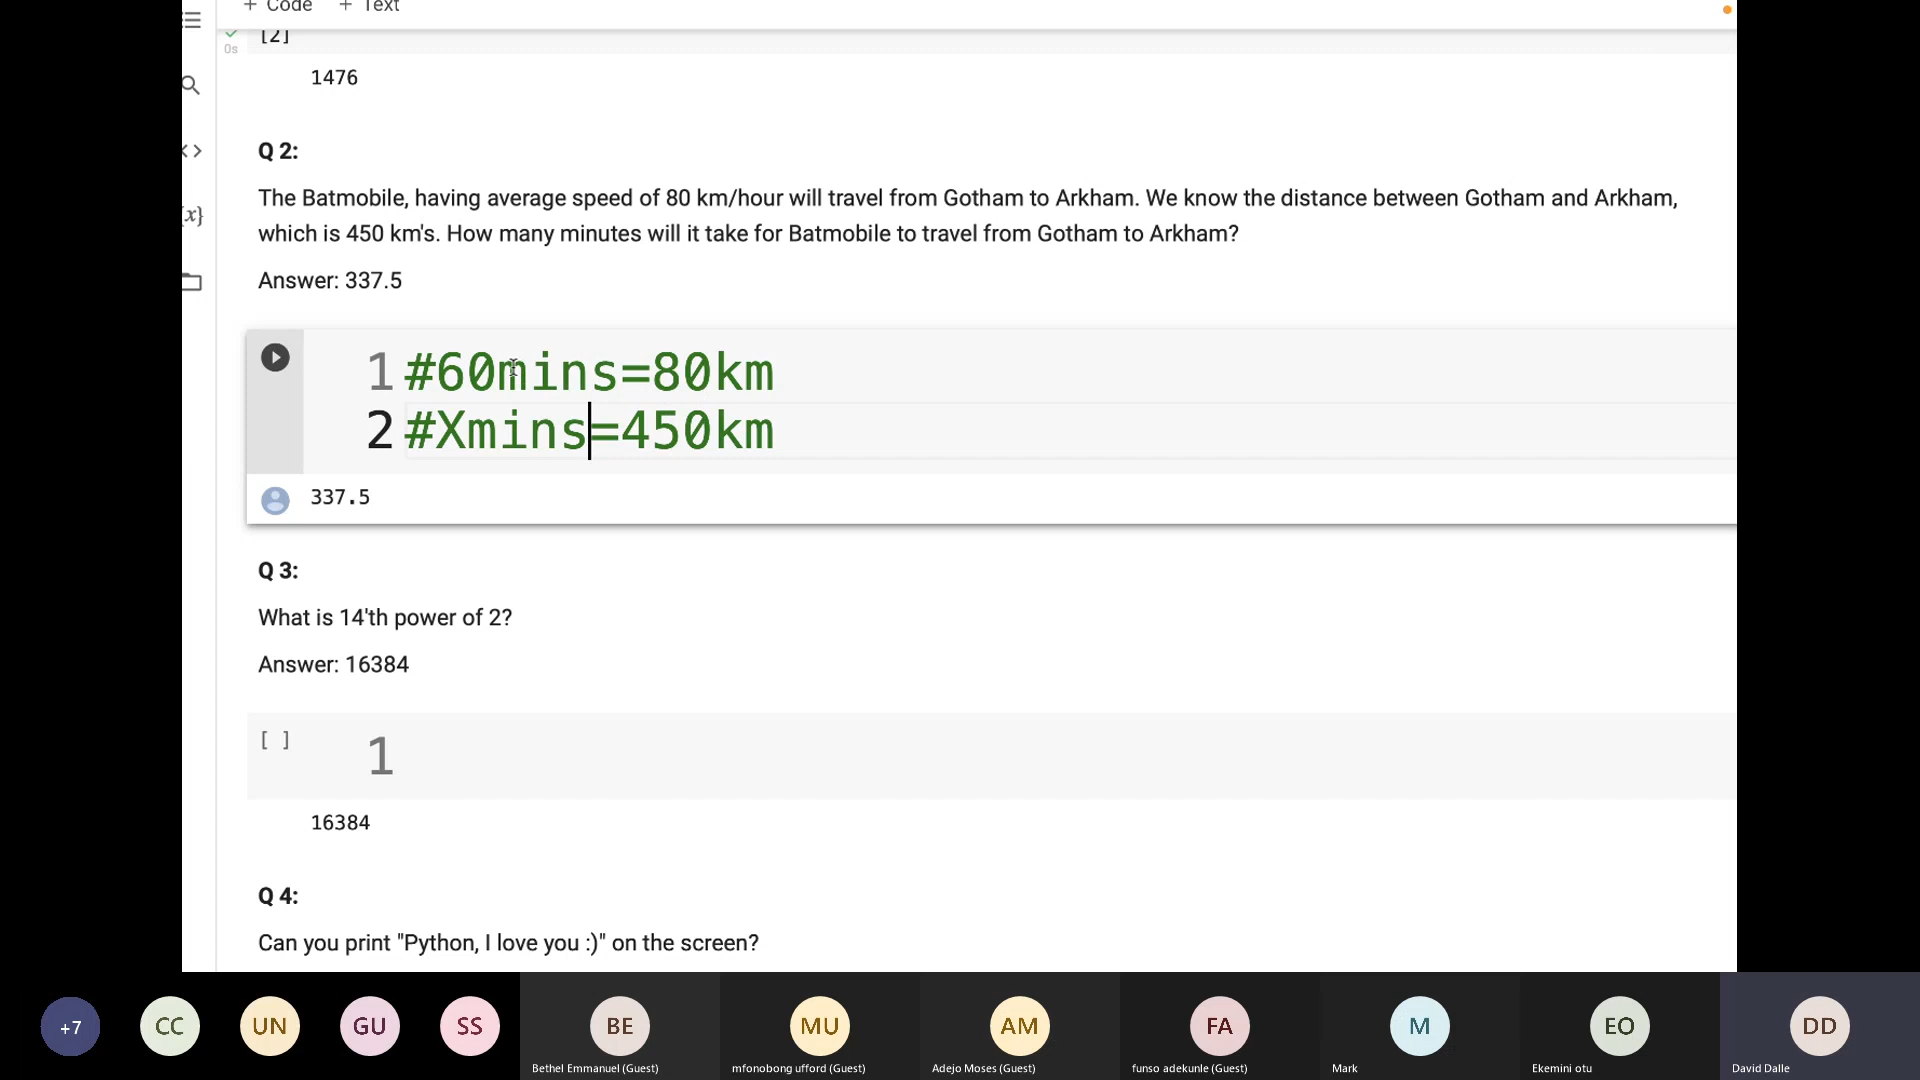 + Code + Text
[2]
0s
1476
Q 2:
The Batmobile, having average speed of 80 km/hour will travel from Gotham to Arkham. We know the distance between Gotham and Arkham,
which is 450 km's. How many minutes will it take for Batmobile to travel from Gotham to Arkham?
Answer: 337.5
1 #60mins=80km
2 #Xmins=450km
337.5
Q 3:
What is 14'th power of 2?
Answer: 16384
[ ] 1
16384
Q 4:
Can you print "Python, I love you :)" on the screen?
+7 CC UN GU SS BE MU AM FA M EO DD
Bethel Emmanuel (Guest) mfonobong ufford (Guest) Adejo Moses (Guest) funso adekunle (Guest) Mark Ekemini otu David Dalle